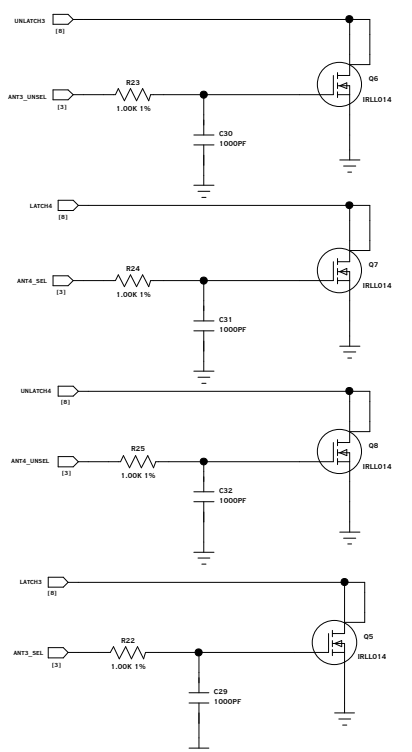 UNLATCH3
[8]
Q6
R23
ANT3_UNSEL
[3]
1.00K 1%
IRLL014
C30
1000PF
LATCH4
[8]
Q7
R24
ANT4_SEL
[3]
1.00K 1%
IRLL014
C31
1000PF
UNLATCH4
[8]
Q8
R25
ANT4_UNSEL
[3]
1.00K 1%
IRLL014
C32
1000PF
LATCH3
[8]
Q5
R22
ANT3_SEL
[3]
1.00K 1%
IRLL014
C29
1000PF